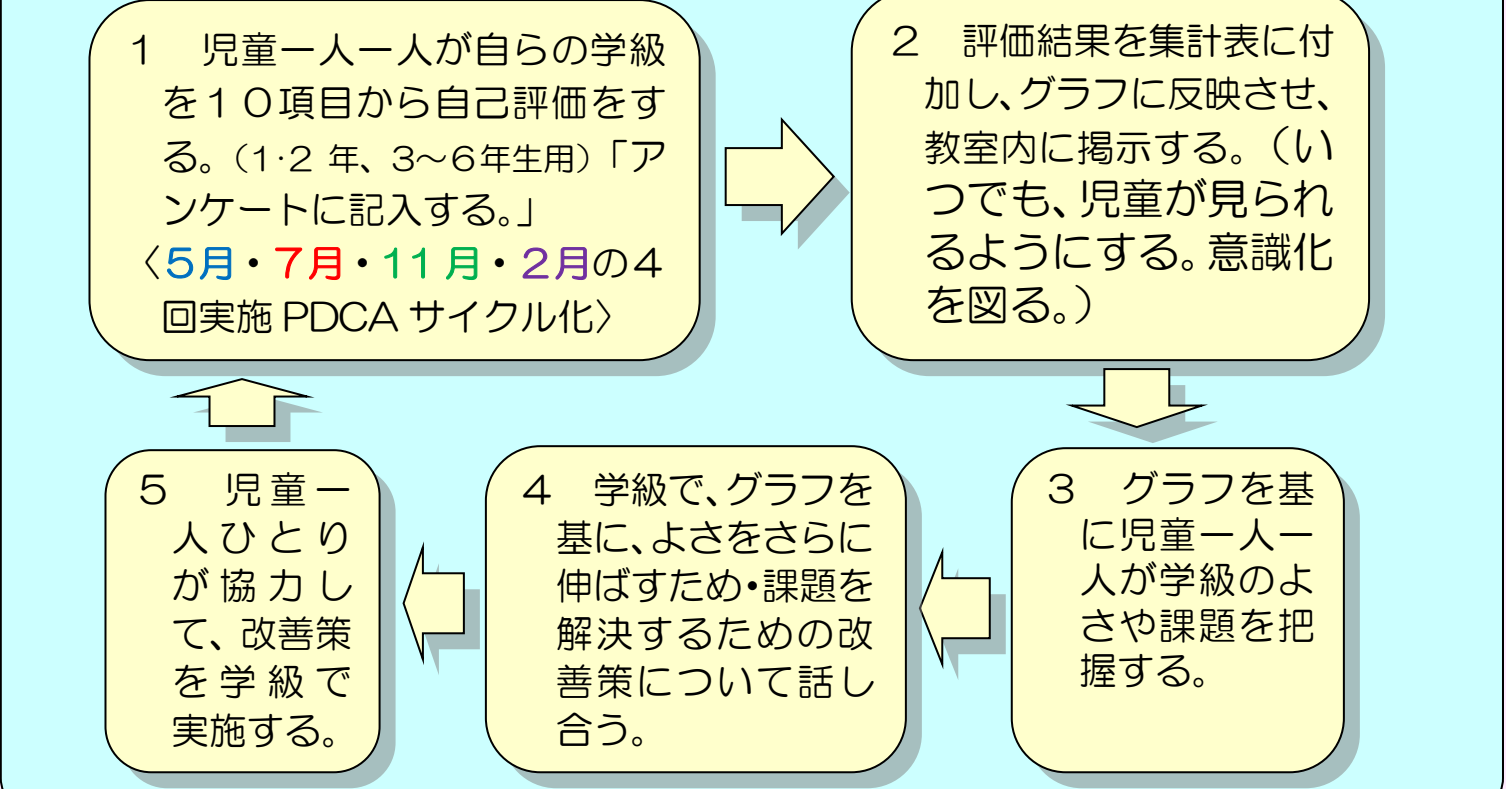 １　児童一人一人が自らの学級
を１０項目から自己評価をす
る。（１・２ 年、３～６年生用）「ア
ンケートに記入する。」
〈５月・７月・１１月・２月の４
回実施 PDCA サイクル化〉
２　評価結果を集計表に付
加し、グラフに反映させ、
教室内に掲示する。（い
つでも、児童が見られ
るようにする。意識化
を図る。）
３　グラフを基
に児童一人一
人が学級のよ
さや課題を把
握する。
４　学級で、グラフを
基に、よさをさらに
伸ばすため・課題を
解決するための改
善策について話し
合う。
５　児童一
人ひとり
が協力し
て、改善策
を学級で
実施する。